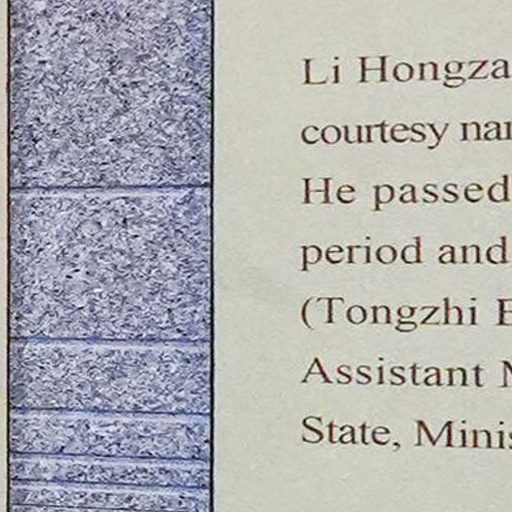 Li Hongza
courtesy nar
He passed
period and
(Tongzhi E
Assistant
State, Minis